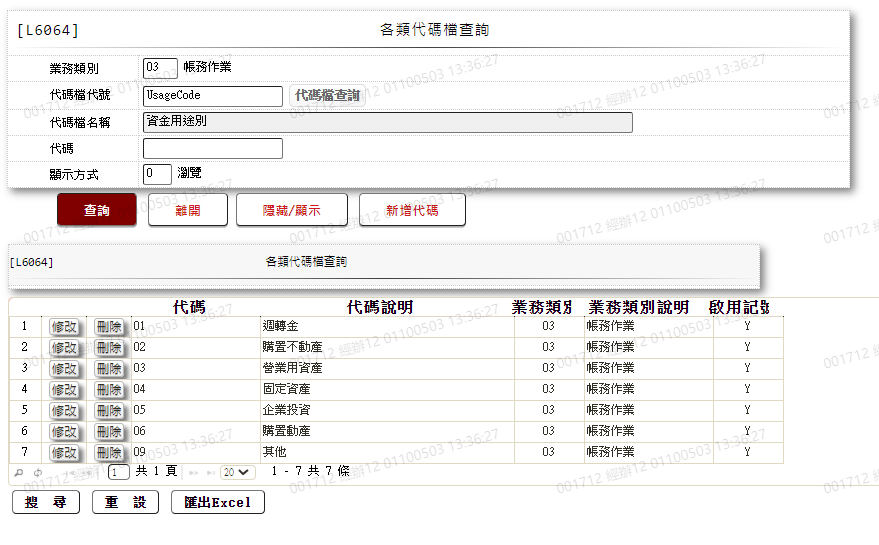 [L6064] 各類代碼檔查詢
業務類別 03 帳務作業
代碼檔代號 UsageCode 代碼檔查詢
代碼檔名稱 資金用途別
代碼
顯示方式 0 瀏覽
查詢 離開 隱藏/顯示 新增代碼
[L6064] 各類代碼檔查詢
代碼 代碼說明 業務類別 業務類別說明 啟用記號
1 修改 刪除 01 週轉金 03 帳務作業 Y
2 修改 刪除 02 購置不動產 03 帳務作業 Y
3 修改 刪除 03 營業用資產 03 帳務作業 Y
4 修改 刪除 04 固定資產 03 帳務作業 Y
5 修改 刪除 05 企業投資 03 帳務作業 Y
6 修改 刪除 06 購置動產 03 帳務作業 Y
7 修改 刪除 09 其他 03 帳務作業 Y
1 共 1 頁 20 1 - 7 共 7 條
搜 尋 重 設 匯出Excel
001712 經辦12 01100503 13:36:27